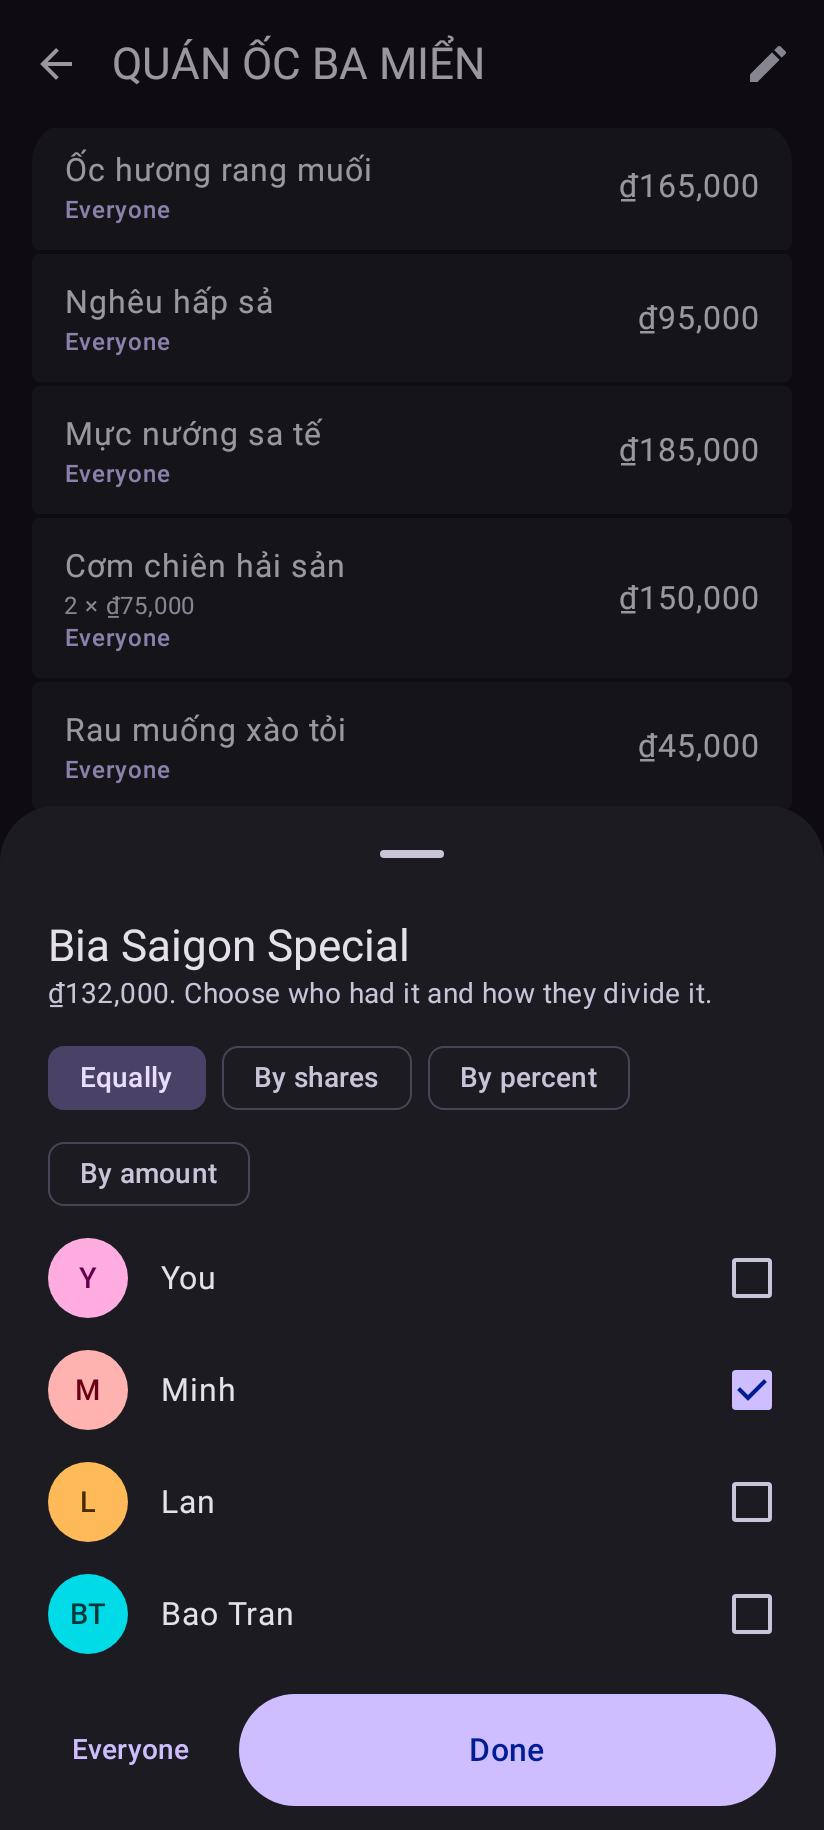 QUÁN ỐC BA MIỂN
Ốc hương rang muối
Everyone
₫165,000
Nghêu hấp sả
Everyone
₫95,000
Mực nướng sa tế
Everyone
₫185,000
Cơm chiên hải sản
2 × ₫75,000
Everyone
₫150,000
Rau muống xào tỏi
Everyone
₫45,000
Bia Saigon Special
₫132,000. Choose who had it and how they divide it.
Equally
By shares
By percent
By amount
Y
You
M
Minh
L
Lan
BT
Bao Tran
Everyone
Done